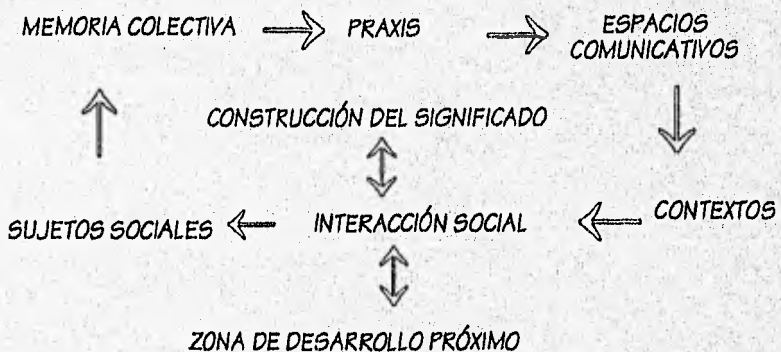 MEMORIA COLECTIVA
PRAXIS
ESPACIOS
COMUNICATIVOS
CONSTRUCCIÓN DEL SIGNIFICADO
SUJETOS SOCIALES
INTERACCIÓN SOCIAL
CONTEXTOS
ZONA DE DESARROLLO PRÓXIMO